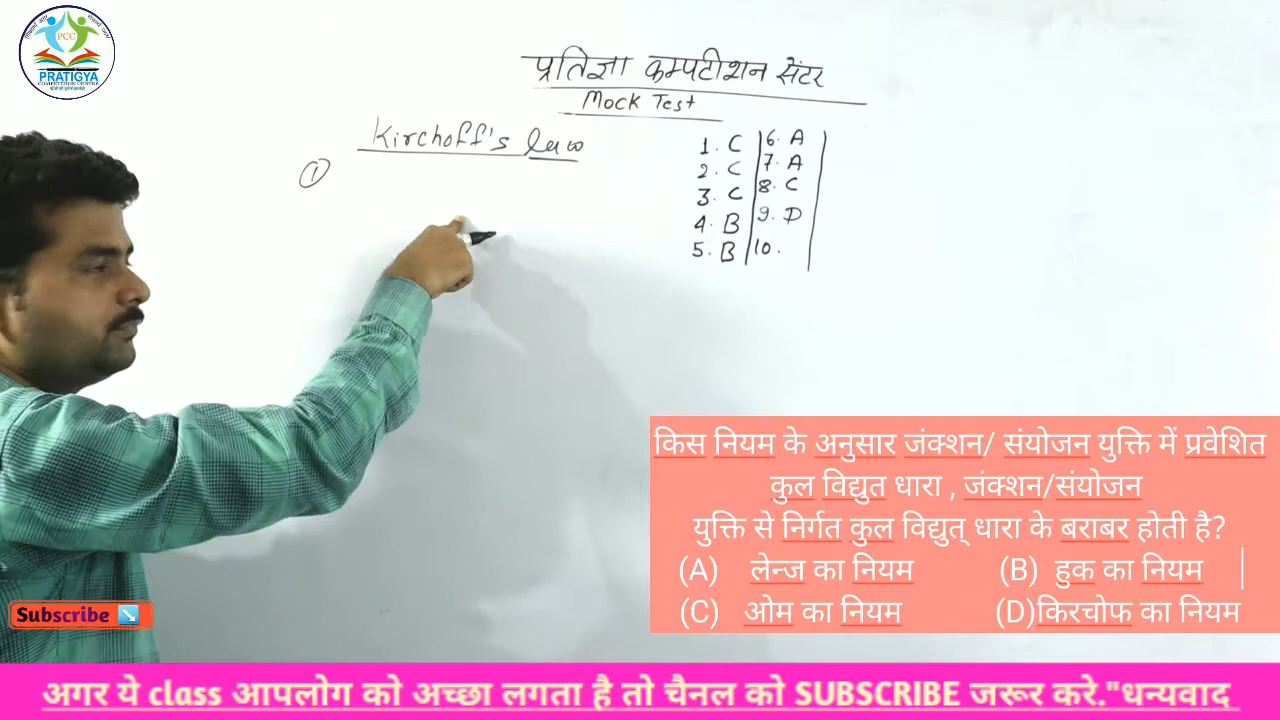 PCC
PRATIGYA
COMPETITION CENTRE
प्रतिज्ञा कम्पटीशन सेंटर
Mock Test
Kirchoff's law
①
1. C
2. C
3. C
4. B
5. B
6. A
7. A
8. C
9. D
10.
किस नियम के अनुसार जंक्शन/ संयोजन युक्ति में प्रवेशित
कुल विद्युत धारा , जंक्शन/संयोजन
युक्ति से निर्गत कुल विद्युत् धारा के बराबर होती है?
(A) लेन्ज का नियम (B) हुक का नियम
(C) ओम का नियम (D)किरचोफ का नियम
Subscribe
अगर ये class आपलोग को अच्छा लगता है तो चैनल को SUBSCRIBE जरूर करे."धन्यवाद